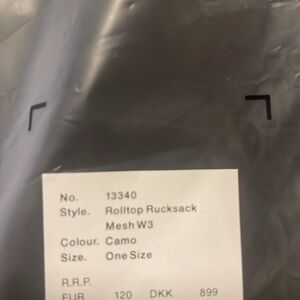 No. 13340
Style. Rolltop Rucksack
Mesh W3
Colour. Camo
Size. One Size
R.R.P.
EUR 120 DKK 899